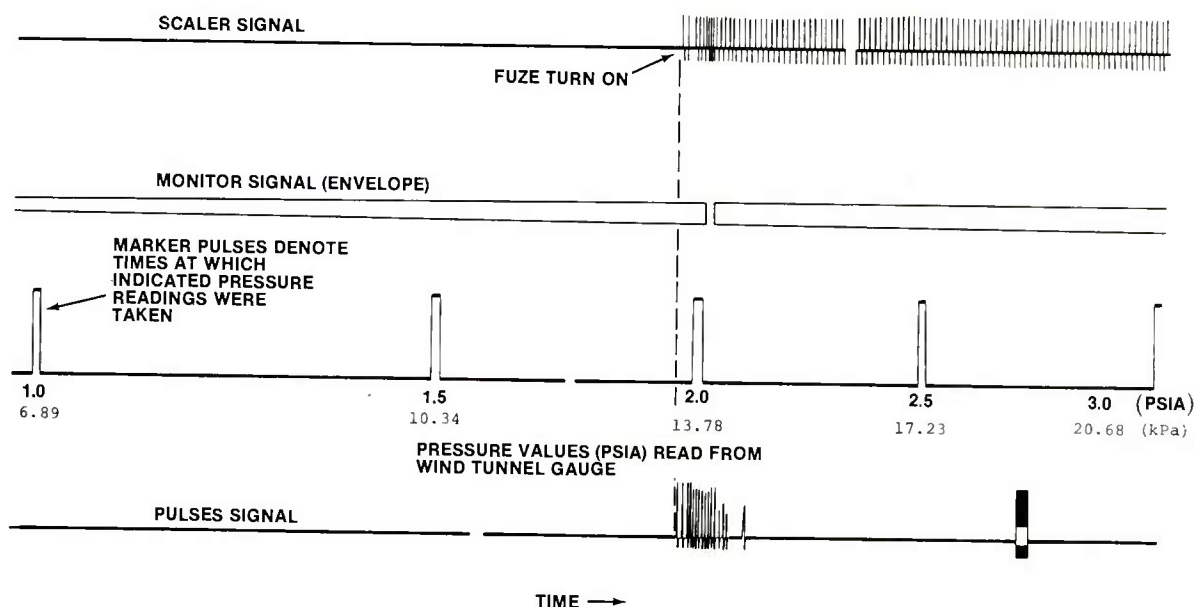 SCALER SIGNAL
FUZE TURN ON
MONITOR SIGNAL (ENVELOPE)
MARKER PULSES DENOTE
TIMES AT WHICH
INDICATED PRESSURE
READINGS WERE
TAKEN
1.0 1.5 2.0 2.5 3.0 (PSIA)
6.89 10.34 13.78 17.23 20.68 (kPa)
PRESSURE VALUES (PSIA) READ FROM
WIND TUNNEL GAUGE
PULSES SIGNAL
TIME